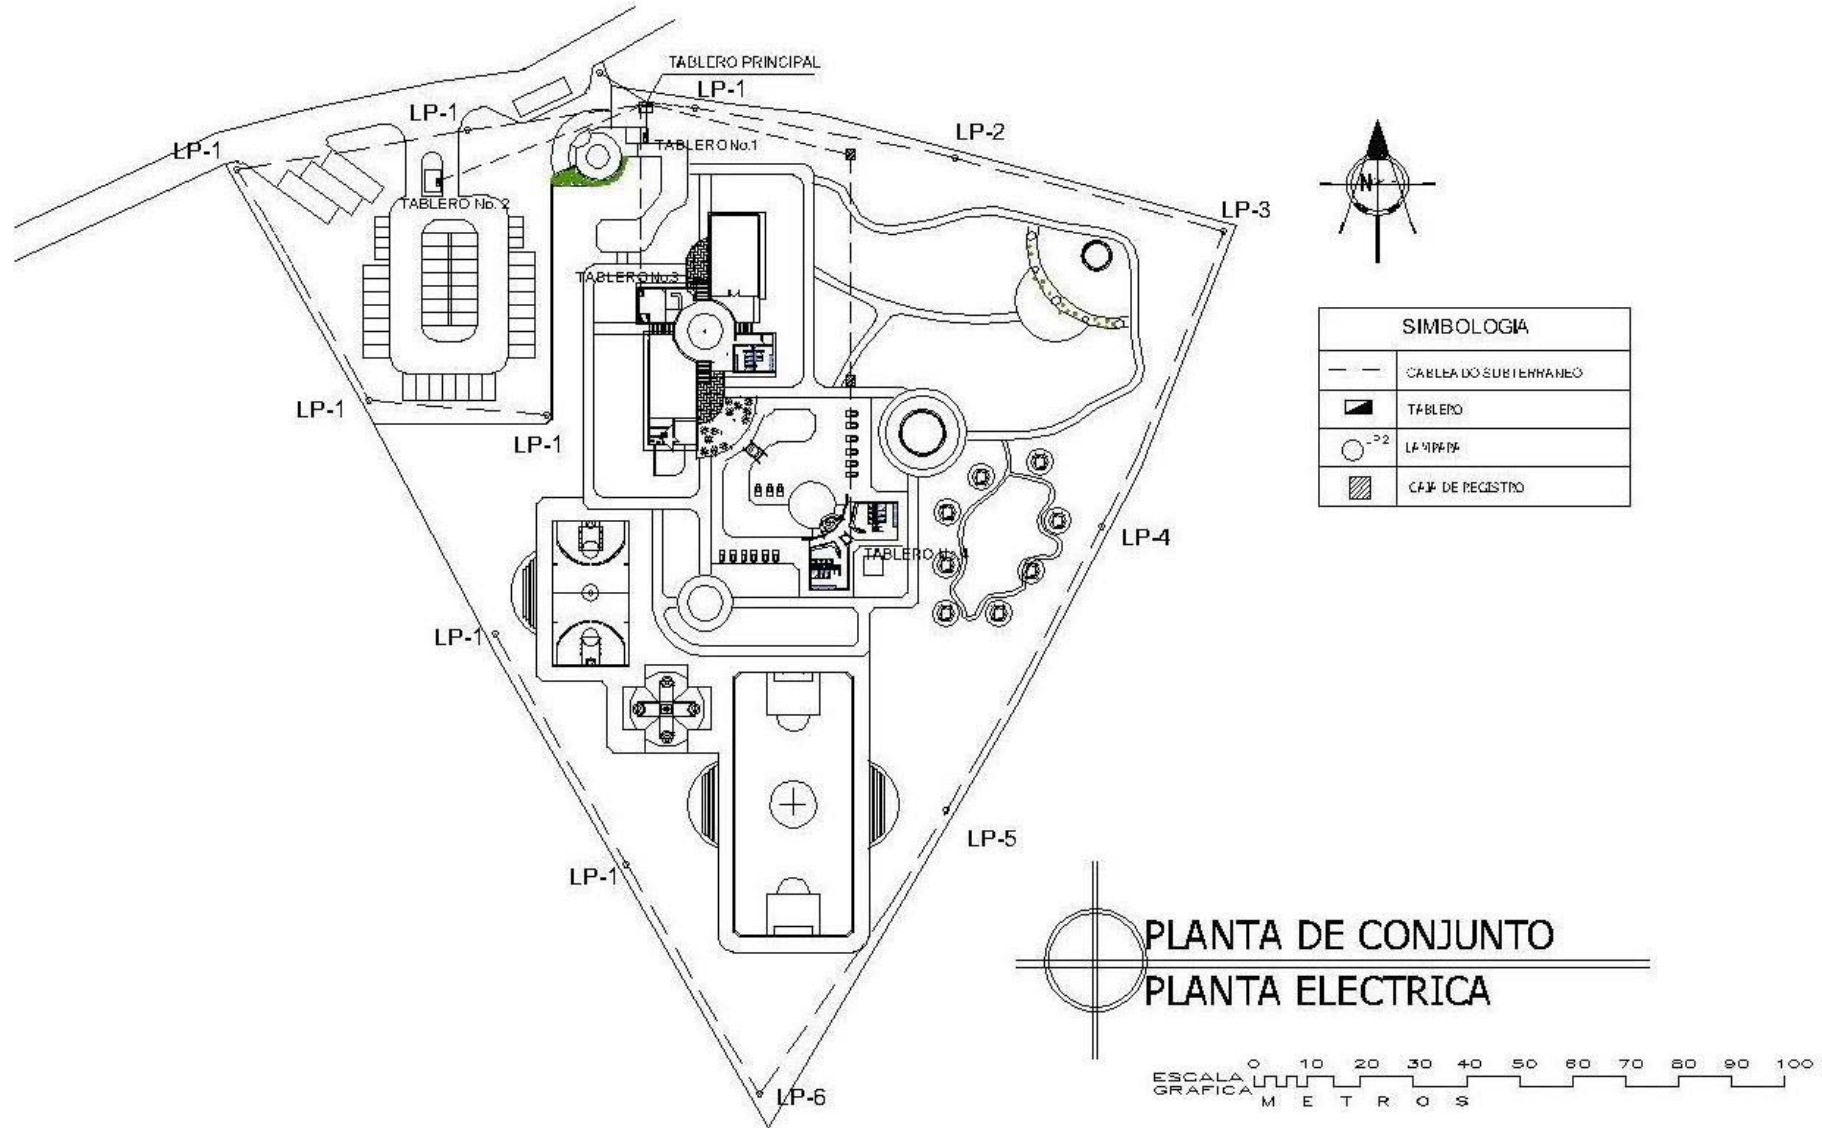 TABLERO PRINCIPAL
LP-1
LP-1
LP-2
LP-1
TABLERO No.1
TABLERO No. 2
LP-3
N
TABLERO No.3
SIMBOLOGIA
CABLEADO SUBTERRANEO
TABLERO
LP2
LAMPARA
CAJA DE REGISTRO
LP-1
LP-1
LP-4
TABLERO No.4
LP-1
LP-5
LP-1
PLANTA DE CONJUNTO
PLANTA ELECTRICA
LP-6
ESCALA GRAFICA
0 10 20 30 40 50 60 70 80 90 100
METROS